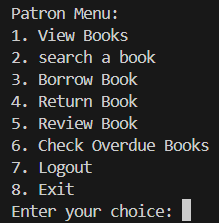 Patron Menu:
1. View Books
2. search a book
3. Borrow Book
4. Return Book
5. Review Book
6. Check Overdue Books
7. Logout
8. Exit
Enter your choice: